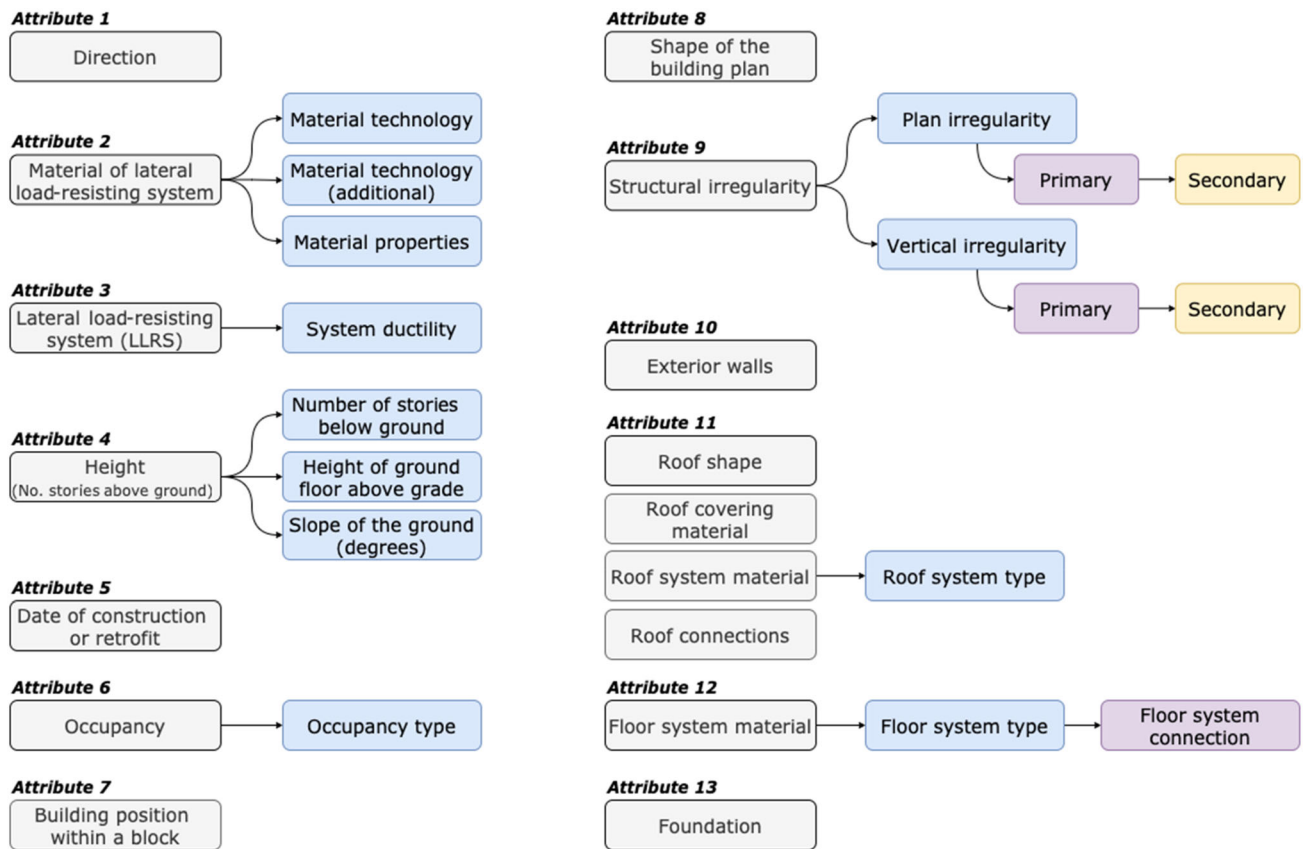 Attribute 1
Direction
Attribute 2
Material of lateral
load-resisting system
Material technology
Material technology
(additional)
Material properties
Attribute 3
Lateral load-resisting
system (LLRS)
System ductility
Attribute 4
Height
(No. stories above ground)
Number of stories
below ground
Height of ground
floor above grade
Slope of the ground
(degrees)
Attribute 5
Date of construction
or retrofit
Attribute 6
Occupancy
Occupancy type
Attribute 7
Building position
within a block
Attribute 8
Shape of the
building plan
Attribute 9
Structural irregularity
Plan irregularity
Primary
Secondary
Vertical irregularity
Primary
Secondary
Attribute 10
Exterior walls
Attribute 11
Roof shape
Roof covering
material
Roof system material
Roof system type
Roof connections
Attribute 12
Floor system material
Floor system type
Floor system
connection
Attribute 13
Foundation